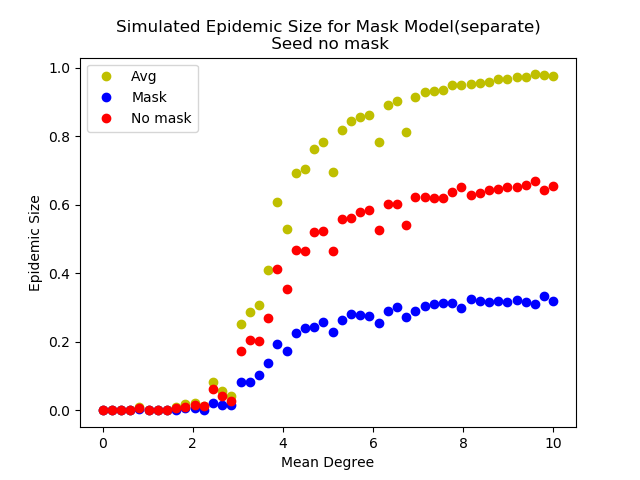 Simulated Epidemic Size for Mask Model(separate)
Seed no mask
Avg
Mask
No mask
Epidemic Size
1.0
0.8
0.6
0.4
0.2
0.0
0 2 4 6 8 10
Mean Degree